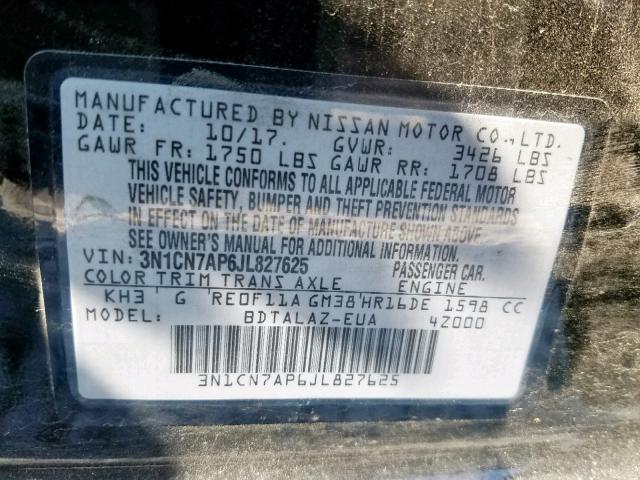 MANUFACTURED BY NISSAN MOTOR CO., LTD.
DATE: 10/17. GVWR: 3426 LBS
GAWR FR: 1750 LBS GAWR RR: 1708 LBS
THIS VEHICLE CONFORMS TO ALL APPLICABLE FEDERAL MOTOR
VEHICLE SAFETY, BUMPER AND THEFT PREVENTION STANDARDS
IN EFFECT ON THE DATE OF MANUFACTURE SHOWN ABOVE.
SEE OWNER'S MANUAL FOR ADDITIONAL INFORMATION.
VIN: 3N1CN7AP6JL827625 PASSENGER CAR.
COLOR TRIM TRANS AXLE ENGINE
KH3 G RE0F11A GM38 HR16DE 1598 CC
MODEL: BDTALAZ-EUA 4Z000
3N1CN7AP6JL827625